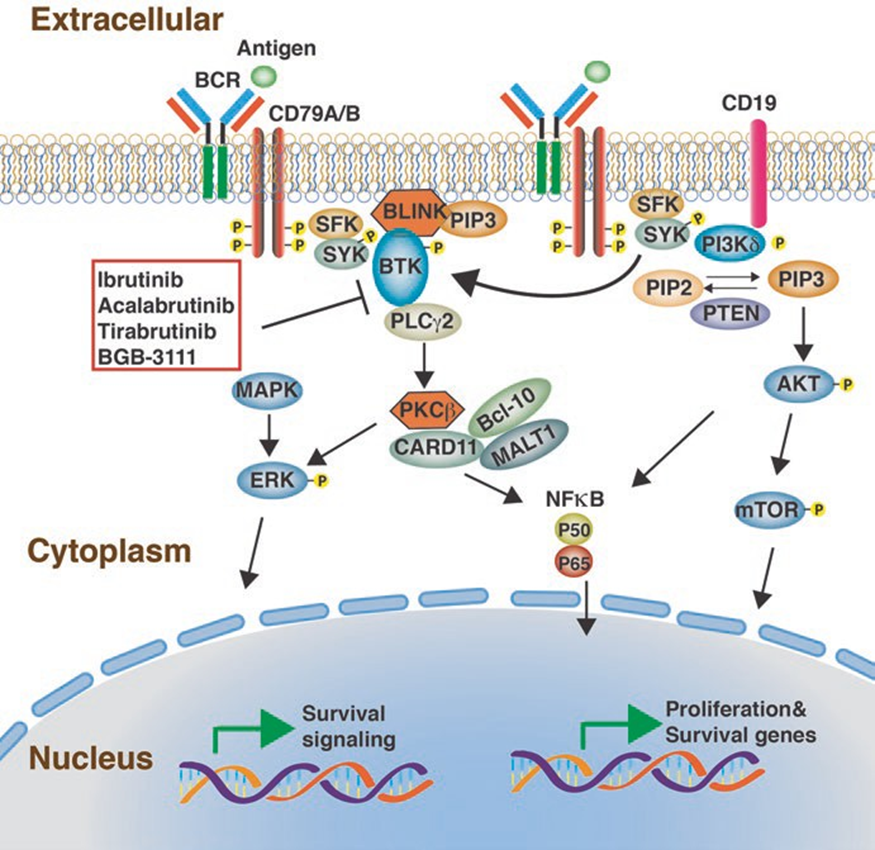 Extracellular
Antigen
BCR
CD79A/B
CD19
SFK
SYK
P
P
P
P
P
BLINK
PIP3
BTK
P
PLCγ2
P
P
P
P
SFK
SYK
P
PI3Kδ
P
PIP2
PIP3
PTEN
Ibrutinib
Acalabrutinib
Tirabrutinib
BGB-3111
MAPK
ERK
P
PKCβ
CARD11
Bcl-10
MALT1
AKT
P
NFκB
P50
P65
mTOR
P
Cytoplasm
Survival
signaling
Proliferation&
Survival genes
Nucleus